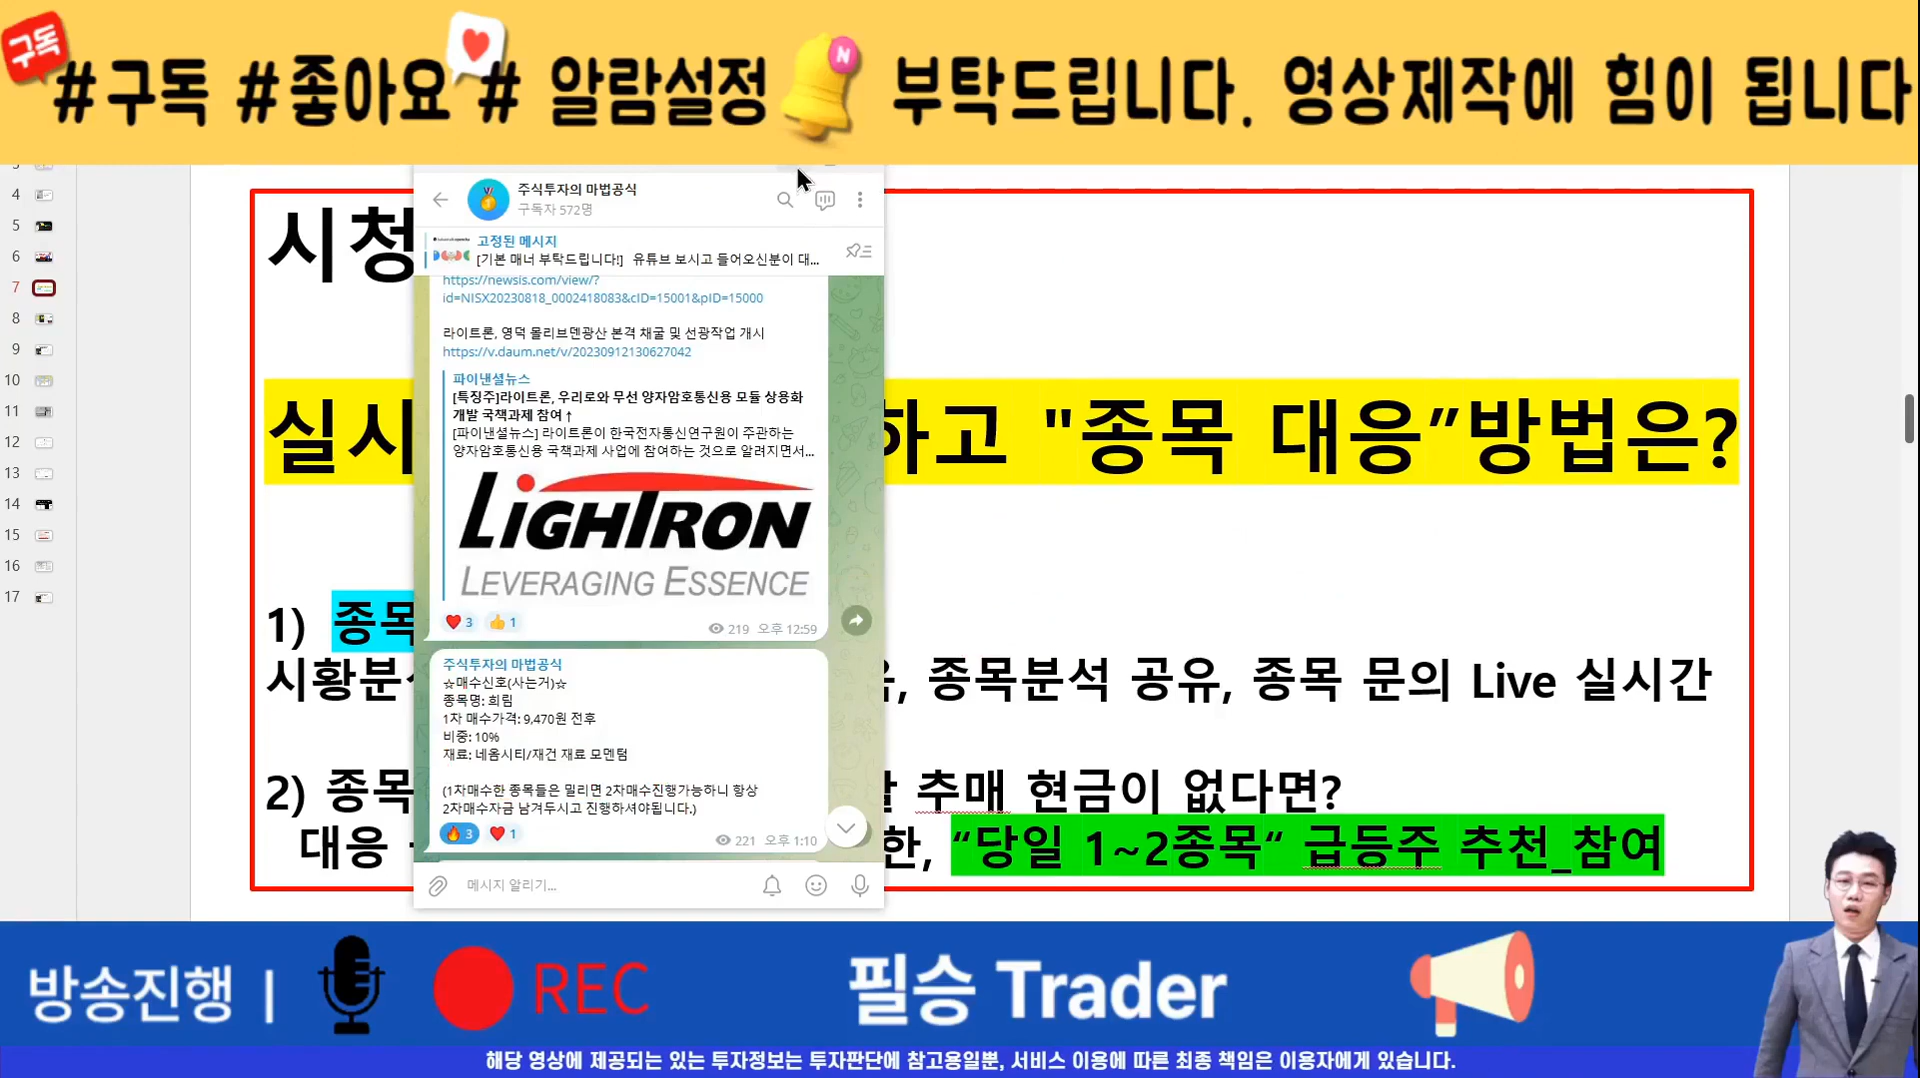 구독
#구독 #좋아요 # 알람설정 N 부탁드립니다. 영상제작에 힘이 됩니다
4
5
6
7
8
9
10
11
12
13
14
15
16
17
시청
실시
하고 "종목 대응”방법은?
1) 종목
시황분
, 종목분석 공유, 종목 문의 Live 실시간
2) 종목
추매 현금이 없다면?
대응
한, “당일 1~2종목“ 급등주 추천_참여
주식투자의 마법공식
구독자 572명
고정된 메시지
[기본 매너 부탁드립니다!] 유튜브 보시고 들어오신분이 대...
https://newsis.com/view/?
id=NISX20230818_0002418083&cID=15001&pID=15000
라이트론, 영덕 몰리브덴광산 본격 채굴 및 선광작업 개시
https://v.daum.net/v/20230912130627042
파이낸셜뉴스
[특징주]라이트론, 우리로와 무선 양자암호통신용 모듈 상용화
개발 국책과제 참여↑
[파이낸셜뉴스] 라이트론이 한국전자통신연구원이 주관하는
양자암호통신용 국책과제 사업에 참여하는 것으로 알려지면서...
LIGHTRON
LEVERAGING ESSENCE
3 1
219 오후 12:59
주식투자의 마법공식
☆매수신호(사는거)☆
종목명: 희림
1차 매수가격: 9,470원 전후
비중: 10%
재료: 네옴시티/재건 재료 모멘텀
(1차매수한 종목들은 밀리면 2차매수진행가능하니 항상
2차매수자금 남겨두시고 진행하셔야됩니다.)
3 1
221 오후 1:10
메시지 알리기...
방송진행 | REC 필승 Trader
해당 영상에 제공되는 있는 투자정보는 투자판단에 참고용일뿐, 서비스 이용에 따른 최종 책임은 이용자에게 있습니다.